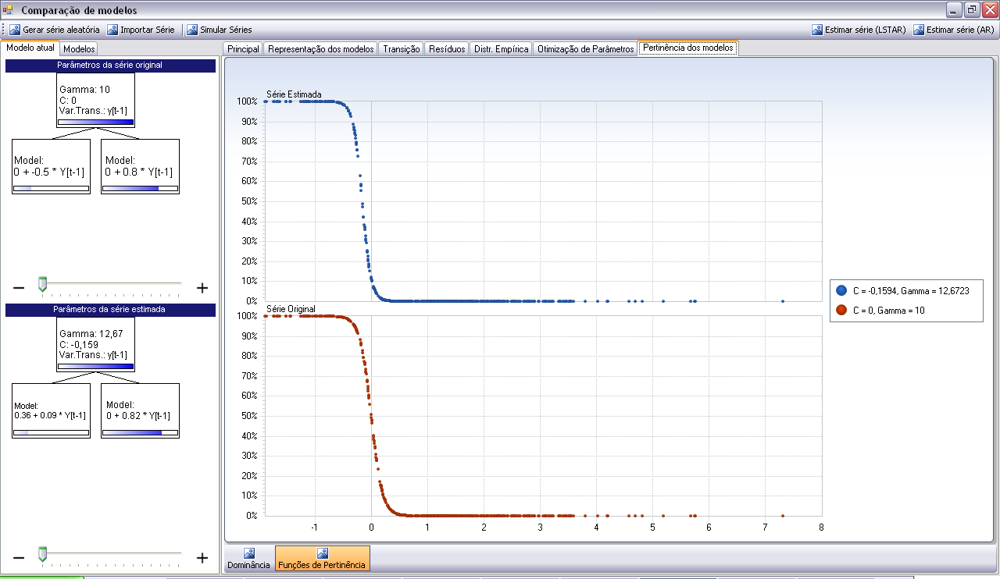 Comparação de modelos
Gerar série aleatória Importar Série Simular Séries Estimar série (LSTAR) Estimar série (AR)
Modelo atual Modelos
Parâmetros da série original
Gamma: 10
C: 0
Var.Trans.: y[t-1]
Model:
0 + -0.5 * Y[t-1]
Model:
0 + 0.8 * Y[t-1]
− +
Parâmetros da série estimada
Gamma: 12,67
C: -0,159
Var.Trans.: y[t-1]
Model:
0.36 + 0.09 * Y[t-1]
Model:
0 + 0.82 * Y[t-1]
− +
Principal Representação dos modelos Transição Resíduos Distr. Empírica Otimização de Parâmetros Pertinência dos modelos
Série Estimada
100%
90%
80%
70%
60%
50%
40%
30%
20%
10%
0%
Série Original
100%
90%
80%
70%
60%
50%
40%
30%
20%
10%
0%
-1 0 1 2 3 4 5 6 7 8
C = -0,1594, Gamma = 12,6723
C = 0, Gamma = 10
Dominância Funções de Pertinência